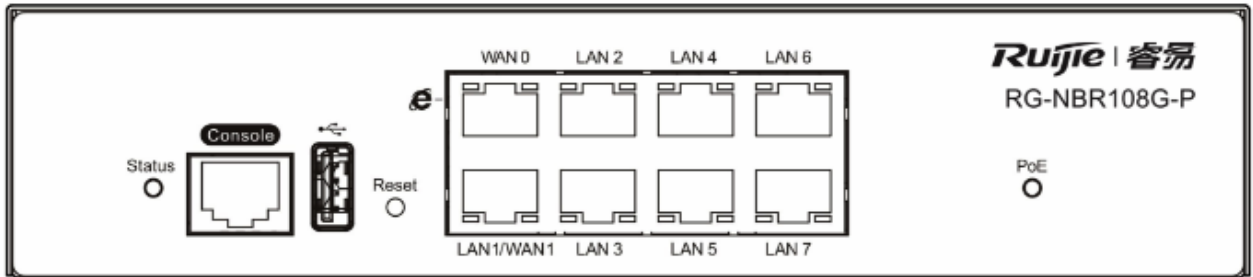 WAN 0 LAN 2 LAN 4 LAN 6
Ruijie | 睿易
RG-NBR108G-P
Console
Status
Reset
PoE
LAN1/WAN1 LAN 3 LAN 5 LAN 7